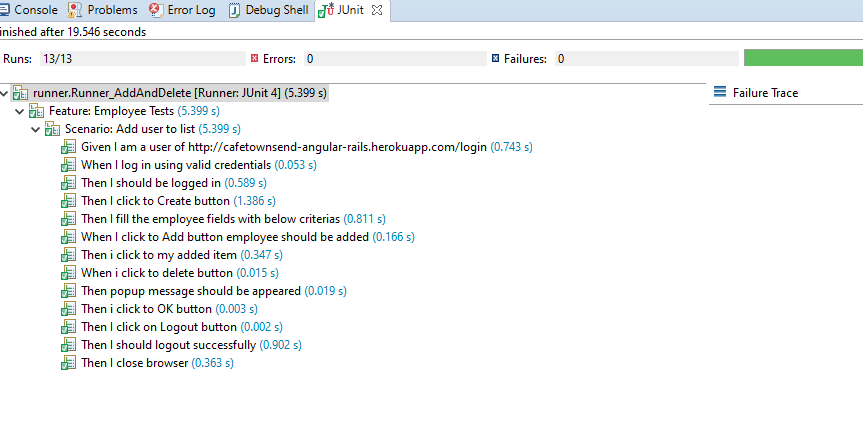 Console Problems Error Log Debug Shell JUnit
inished after 19.546 seconds
Runs: 13/13 Errors: 0 Failures: 0
runner.Runner_AddAndDelete [Runner: JUnit 4] (5.399 s) Failure Trace
Feature: Employee Tests (5.399 s)
Scenario: Add user to list (5.399 s)
Given I am a user of http://cafetownsend-angular-rails.herokuapp.com/login (0.743 s)
When I log in using valid credentials (0.053 s)
Then I should be logged in (0.589 s)
Then I click to Create button (1.386 s)
Then I fill the employee fields with below criterias (0.811 s)
When I click to Add button employee should be added (0.166 s)
Then i click to my added item (0.347 s)
When i click to delete button (0.015 s)
Then popup message should be appeared (0.019 s)
Then i click to OK button (0.003 s)
Then I click on Logout button (0.002 s)
Then I should logout successfully (0.902 s)
Then I close browser (0.363 s)